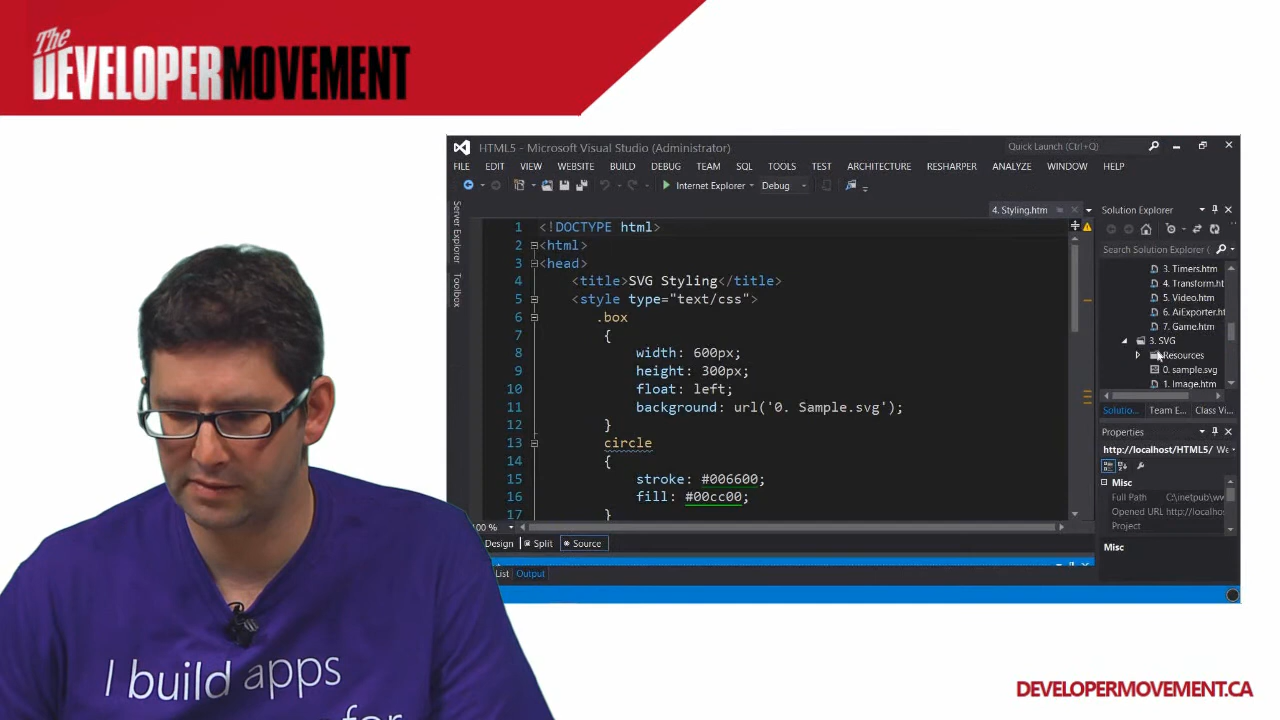 The
DEVELOPERMOVEMENT
HTML5 - Microsoft Visual Studio (Administrator)
Quick Launch (Ctrl+Q)
FILE EDIT VIEW WEBSITE BUILD DEBUG TEAM SQL TOOLS TEST ARCHITECTURE RESHARPER ANALYZE WINDOW HELP
Internet Explorer Debug
Server Explorer
Toolbox
4. Styling.htm
1 <!DOCTYPE html>
2 <html>
3 <head>
4 <title>SVG Styling</title>
5 <style type="text/css">
6 .box
7 {
8 width: 600px;
9 height: 300px;
10 float: left;
11 background: url('0. Sample.svg');
12 }
13 circle
14 {
15 stroke: #006600;
16 fill: #00cc00;
17 }
00 %
Design Split Source
List Output
Solution Explorer
Search Solution Explorer (
3. Timers.htm
4. Transform.ht
5. Video.htm
6. AiExporter.ht
7. Game.htm
3. SVG
Resources
0. sample.svg
1. Image.htm
Solutio... Team E... Class Vi...
Properties
http://localhost/HTML5/ We
Misc
Full Path C:\inetpub\ww
Opened URL http://localhos
Project
Misc
I build apps
for
DEVELOPERMOVEMENT.CA